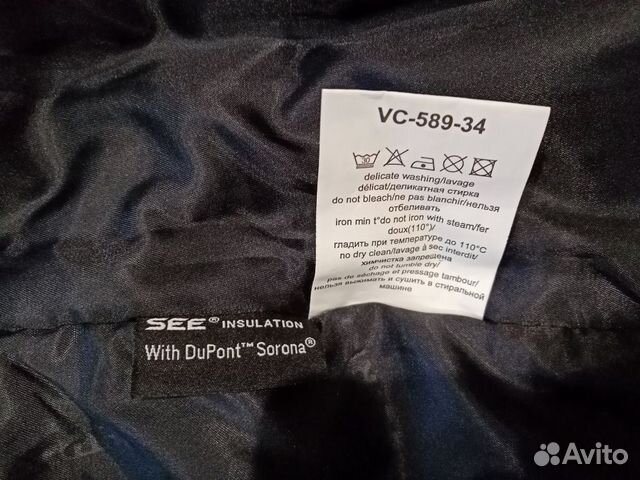 VC-589-34
delicate washing/lavage
délicat/деликатная стирка
do not bleach/ne pas blanchir/нельзя
отбеливать
iron min t°do not iron with steam/fer
doux(110°)/
гладить при температуре до 110°C
no dry clean/lavage à sec interdit/
химчистка запрещена
do not tumble dry/
pas de séchage et pressage tambour/
нельзя выжимать и сушить в стиральной
машине
SEE® INSULATION
With DuPont™ Sorona®
Avito